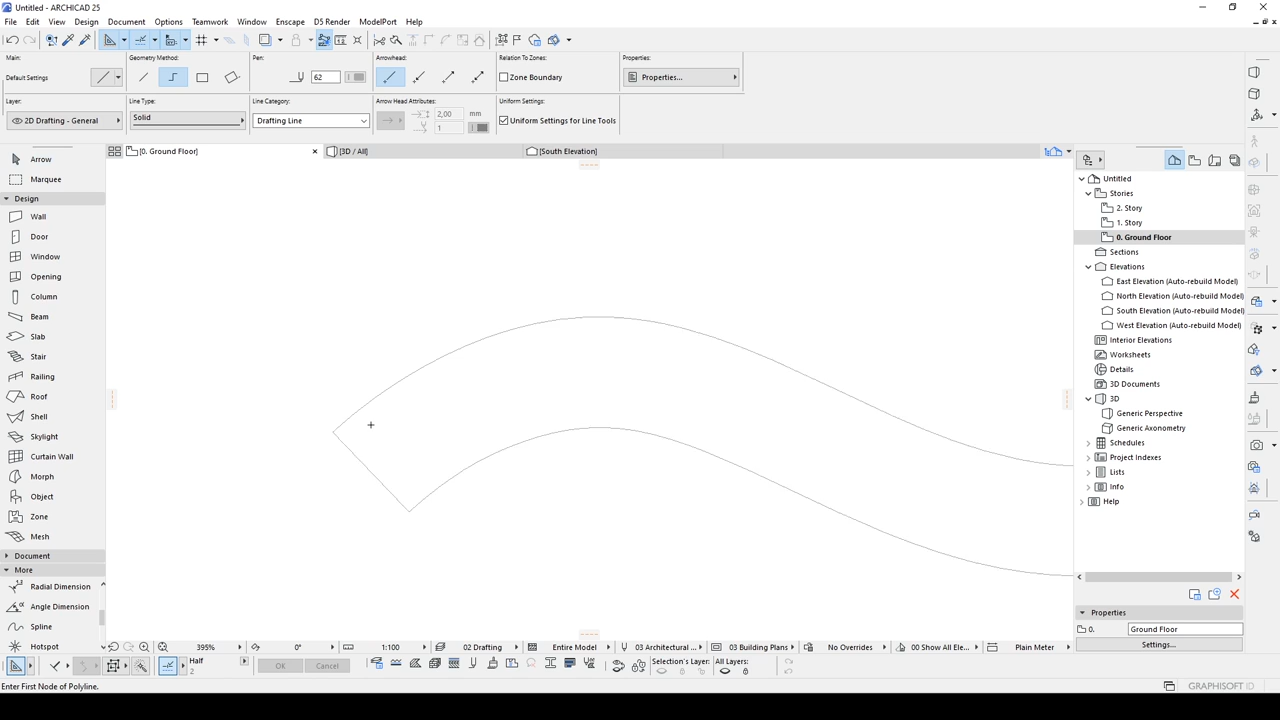 Untitled - ARCHICAD 25
File Edit View Design Document Options Teamwork Window Enscape D5 Render ModelPort Help
Main: Geometry Method: Pen: Arrowhead: Relation To Zones: Properties:
Default Settings 62 Zone Boundary Properties...
Layer: Line Type: Line Category: Arrow Head Attributes: Uniform Settings:
2D Drafting - General Solid Drafting Line 2,00 mm Uniform Settings for Line Tools
1
[0. Ground Floor] [3D / All] [South Elevation]
Arrow
Marquee
Design
Wall
Door
Window
Opening
Column
Beam
Slab
Stair
Railing
Roof
Shell
Skylight
Curtain Wall
Morph
Object
Zone
Mesh
Document
More
Radial Dimension
Angle Dimension
Spline
Hotspot
Untitled
Stories
2. Story
1. Story
0. Ground Floor
Sections
Elevations
East Elevation (Auto-rebuild Model)
North Elevation (Auto-rebuild Model)
South Elevation (Auto-rebuild Model)
West Elevation (Auto-rebuild Model)
Interior Elevations
Worksheets
Details
3D Documents
3D
Generic Perspective
Generic Axonometry
Schedules
Project Indexes
Lists
Info
Help
Properties
0. Ground Floor
Settings...
395% 0° 1:100 02 Drafting Entire Model 03 Architectural ... 03 Building Plans No Overrides 00 Show All Ele... Plain Meter
Half
2
OK Cancel Selection's Layer: All Layers:
Enter First Node of Polyline.
GRAPHISOFT ID